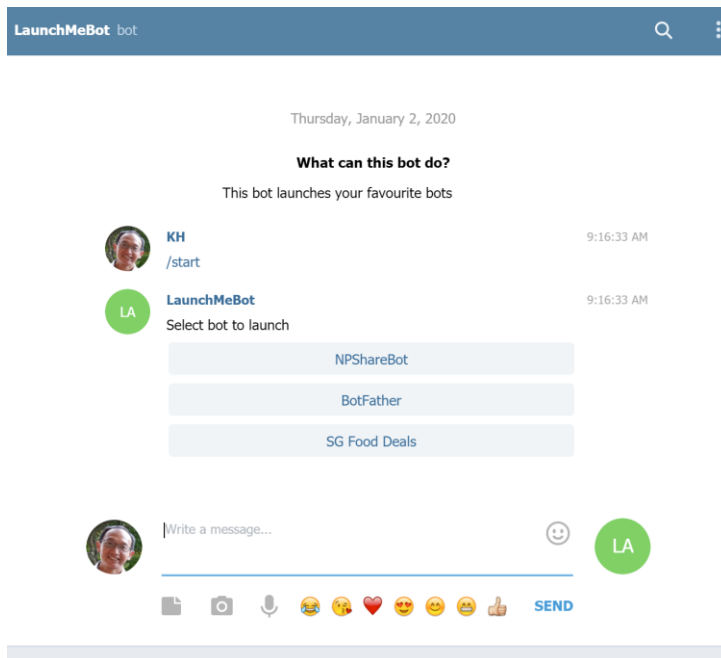 LaunchMeBot bot
Thursday, January 2, 2020
What can this bot do?
This bot launches your favourite bots
KH 9:16:33 AM
/start
LA
LaunchMeBot 9:16:33 AM
Select bot to launch
NPShareBot
BotFather
SG Food Deals
Write a message...
LA
SEND